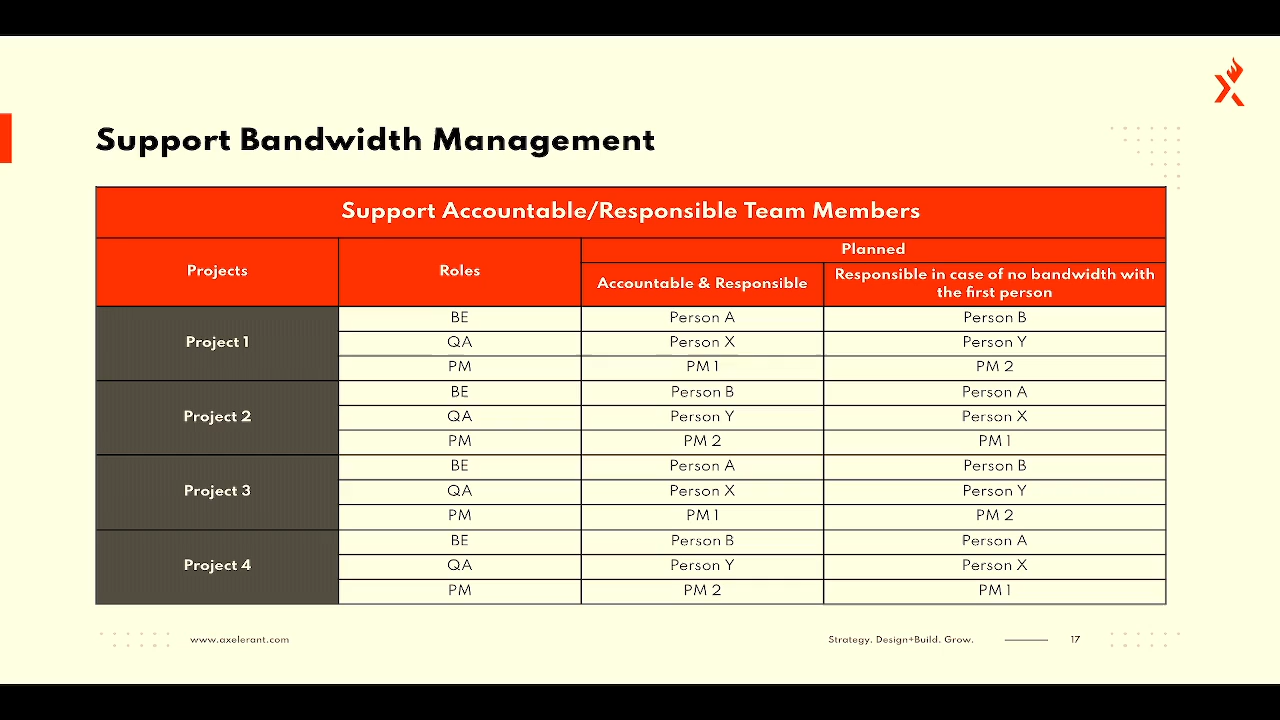 Support Bandwidth Management
Support Accountable/Responsible Team Members
Projects
Roles
Planned
Accountable & Responsible
Responsible in case of no bandwidth with
the first person
Project 1
BE Person A Person B
QA Person X Person Y
PM PM 1 PM 2
Project 2
BE Person B Person A
QA Person Y Person X
PM PM 2 PM 1
Project 3
BE Person A Person B
QA Person X Person Y
PM PM 1 PM 2
Project 4
BE Person B Person A
QA Person Y Person X
PM PM 2 PM 1
www.axelerant.com
Strategy. Design+Build. Grow.
17